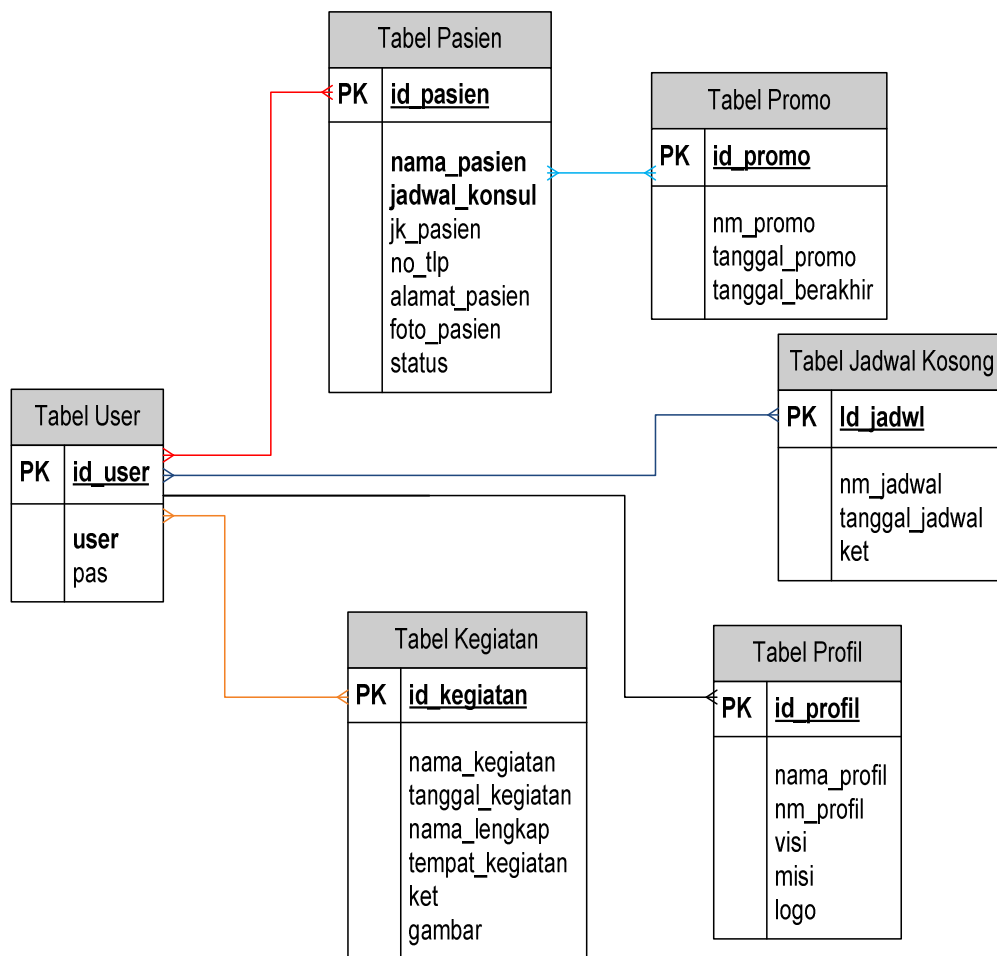 Tabel Pasien
PK id_pasien
nama_pasien
jadwal_konsul
jk_pasien
no_tlp
alamat_pasien
foto_pasien
status
Tabel Promo
PK id_promo
nm_promo
tanggal_promo
tanggal_berakhir
Tabel Jadwal Kosong
PK Id_jadwl
nm_jadwal
tanggal_jadwal
ket
Tabel User
PK id_user
user
pas
Tabel Kegiatan
PK id_kegiatan
nama_kegiatan
tanggal_kegiatan
nama_lengkap
tempat_kegiatan
ket
gambar
Tabel Profil
PK id_profil
nama_profil
nm_profil
visi
misi
logo